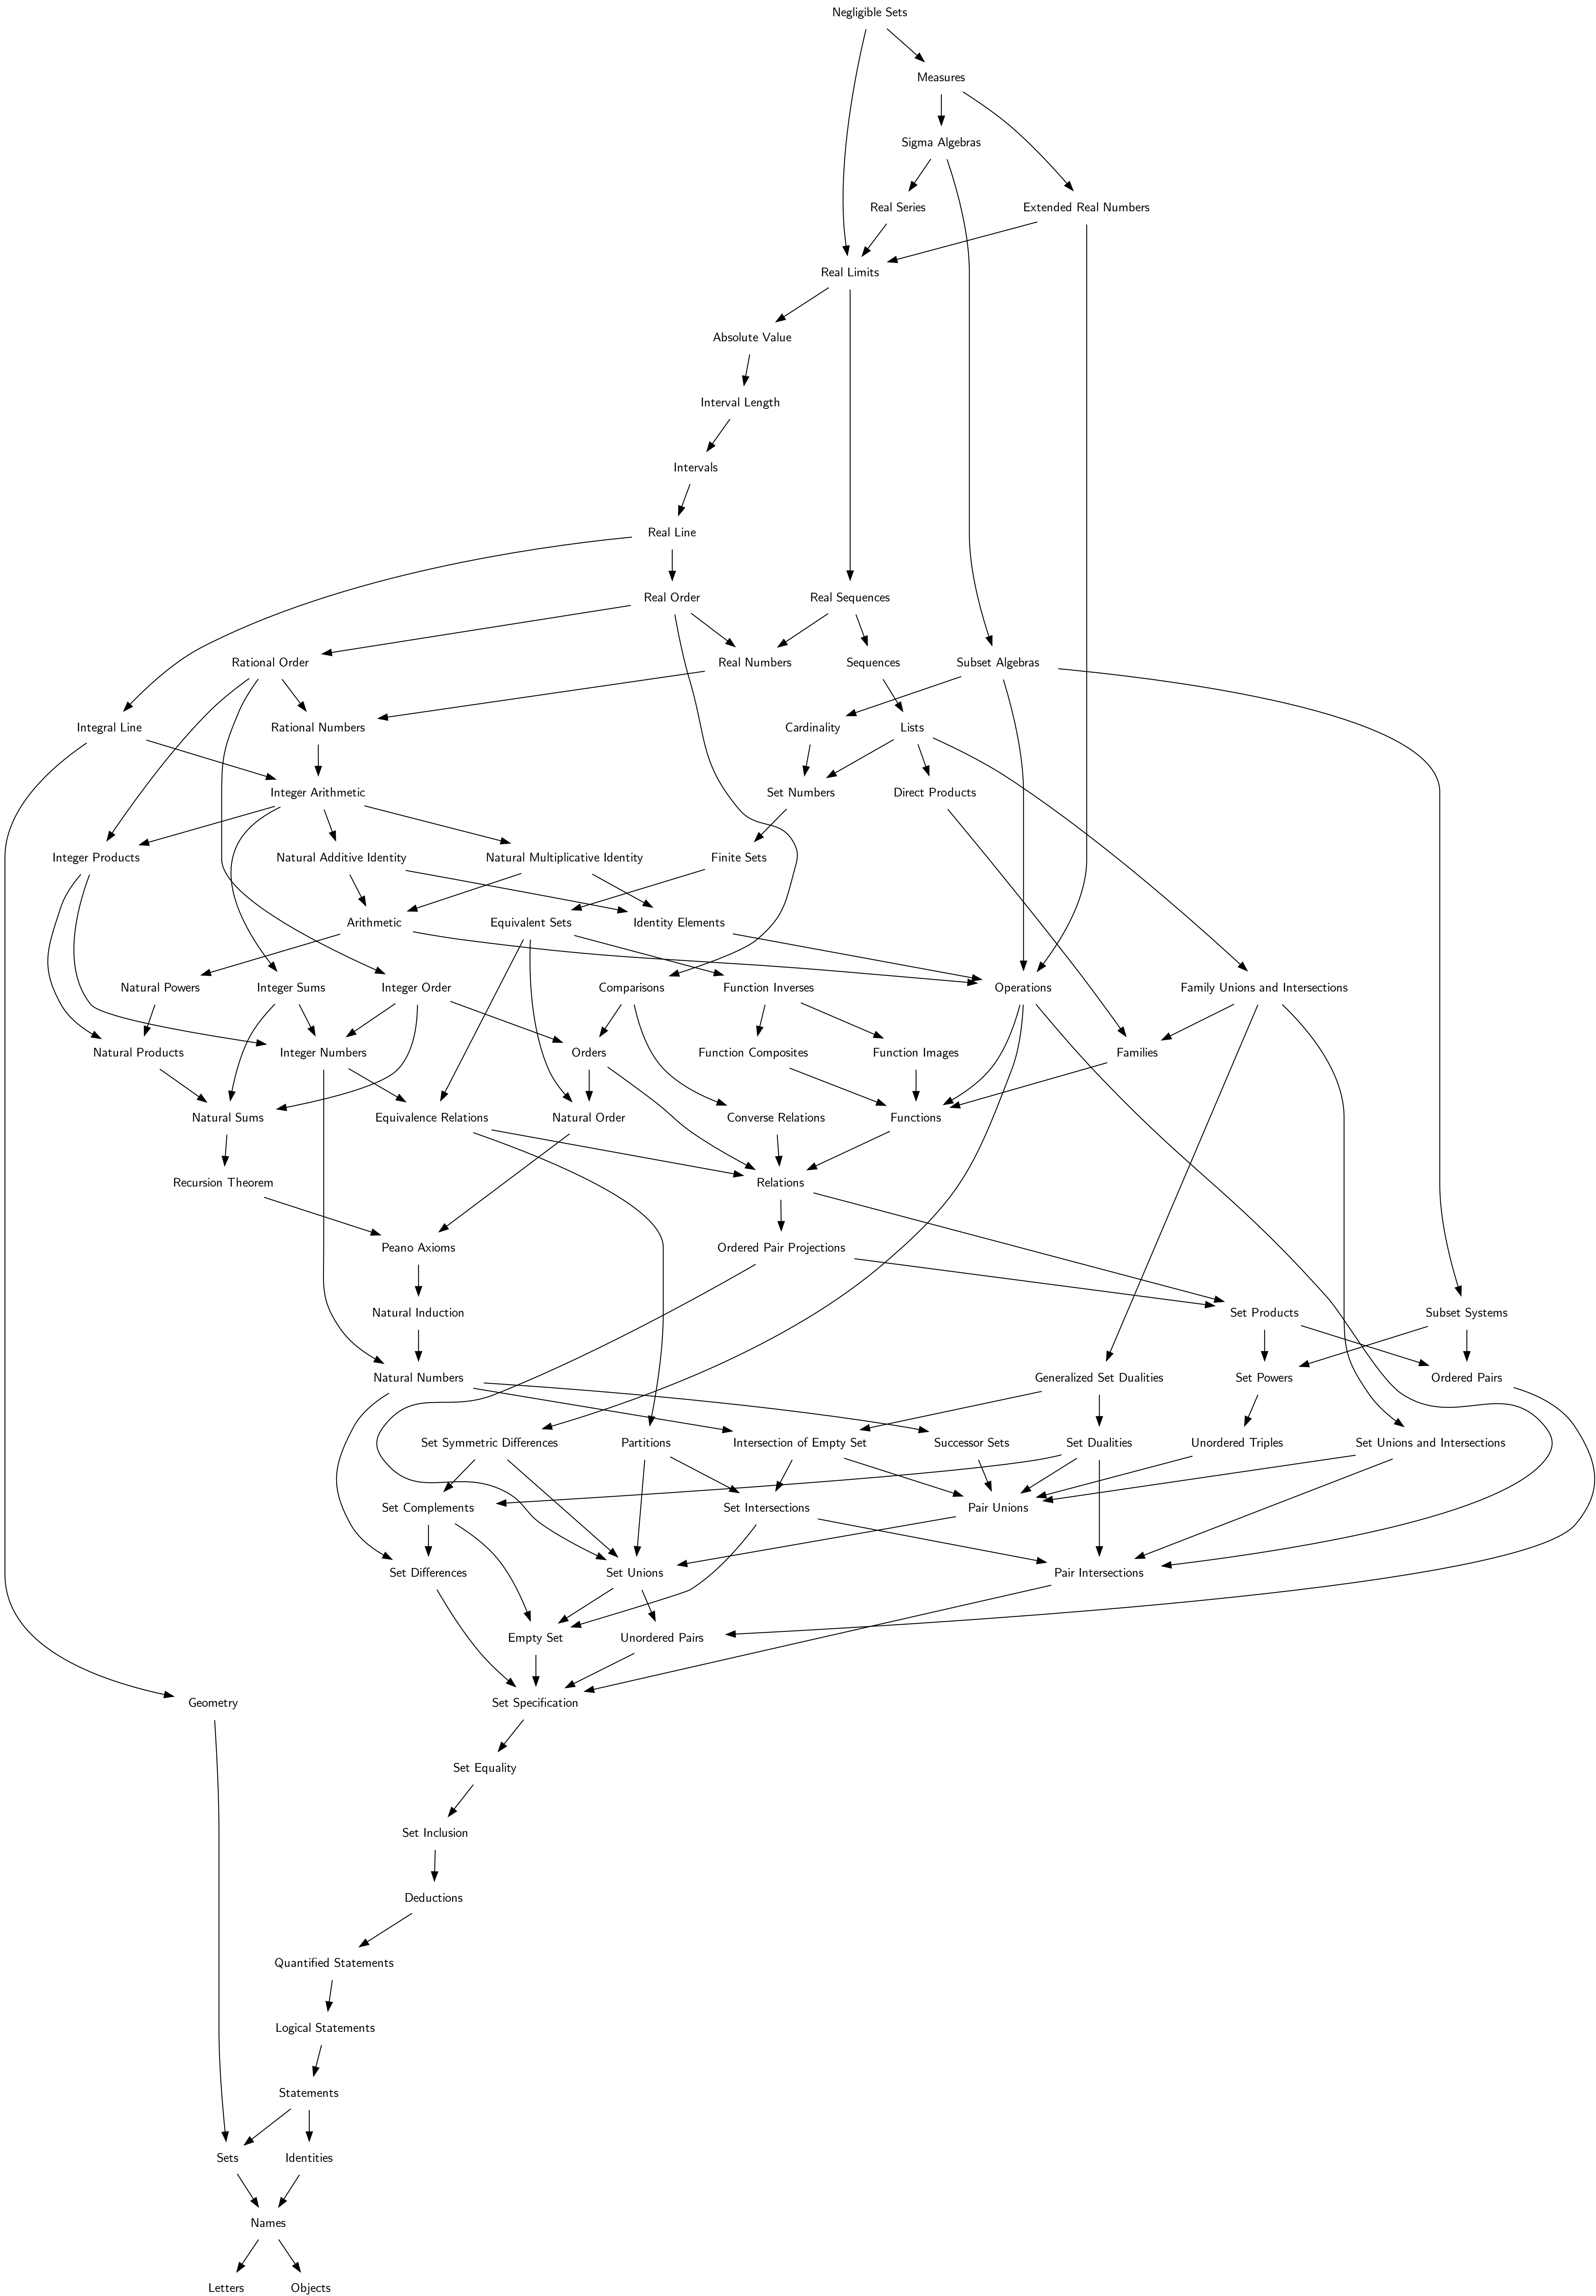 Negligible Sets
Measures
Sigma Algebras
Real Series
Extended Real Numbers
Real Limits
Absolute Value
Interval Length
Intervals
Real Line
Real Order
Real Sequences
Rational Order
Real Numbers
Sequences
Subset Algebras
Integral Line
Rational Numbers
Cardinality
Lists
Integer Arithmetic
Set Numbers
Direct Products
Integer Products
Natural Additive Identity
Natural Multiplicative Identity
Finite Sets
Arithmetic
Equivalent Sets
Identity Elements
Natural Powers
Integer Sums
Integer Order
Comparisons
Function Inverses
Operations
Family Unions and Intersections
Natural Products
Integer Numbers
Orders
Function Composites
Function Images
Families
Natural Sums
Equivalence Relations
Natural Order
Converse Relations
Functions
Recursion Theorem
Relations
Peano Axioms
Ordered Pair Projections
Natural Induction
Set Products
Subset Systems
Natural Numbers
Generalized Set Dualities
Set Powers
Ordered Pairs
Set Symmetric Differences
Partitions
Intersection of Empty Set
Successor Sets
Set Dualities
Unordered Triples
Set Unions and Intersections
Set Complements
Set Intersections
Pair Unions
Set Differences
Set Unions
Pair Intersections
Empty Set
Unordered Pairs
Geometry
Set Specification
Set Equality
Set Inclusion
Deductions
Quantified Statements
Logical Statements
Statements
Sets
Identities
Names
Letters
Objects